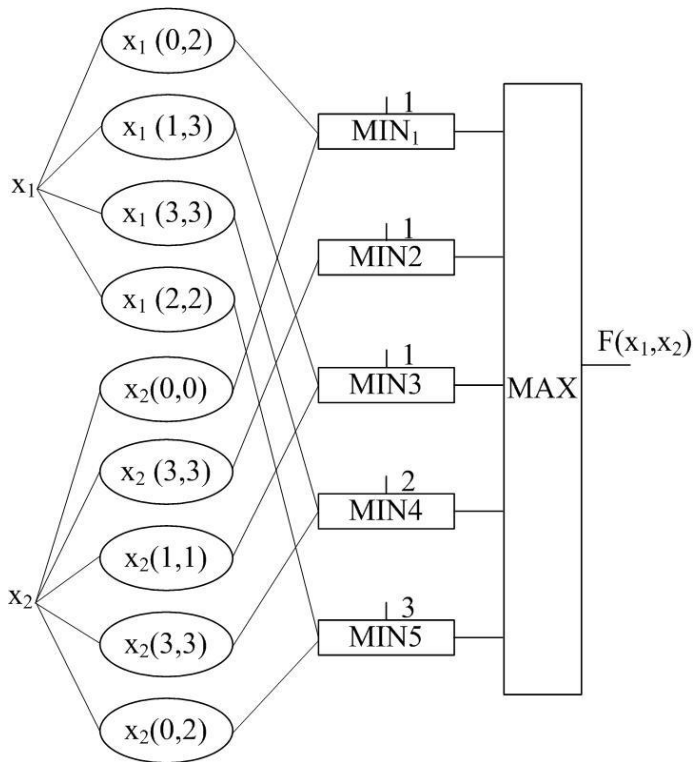 x₁ (0,2)
x₁ (1,3)
x₁
x₁ (3,3)
x₁ (2,2)
x₂(0,0)
x₂ (3,3)
x₂(1,1)
x₂
x₂(3,3)
x₂(0,2)
1
MIN₁
1
MIN2
1
MIN3
2
MIN4
3
MIN5
MAX
F(x₁,x₂)